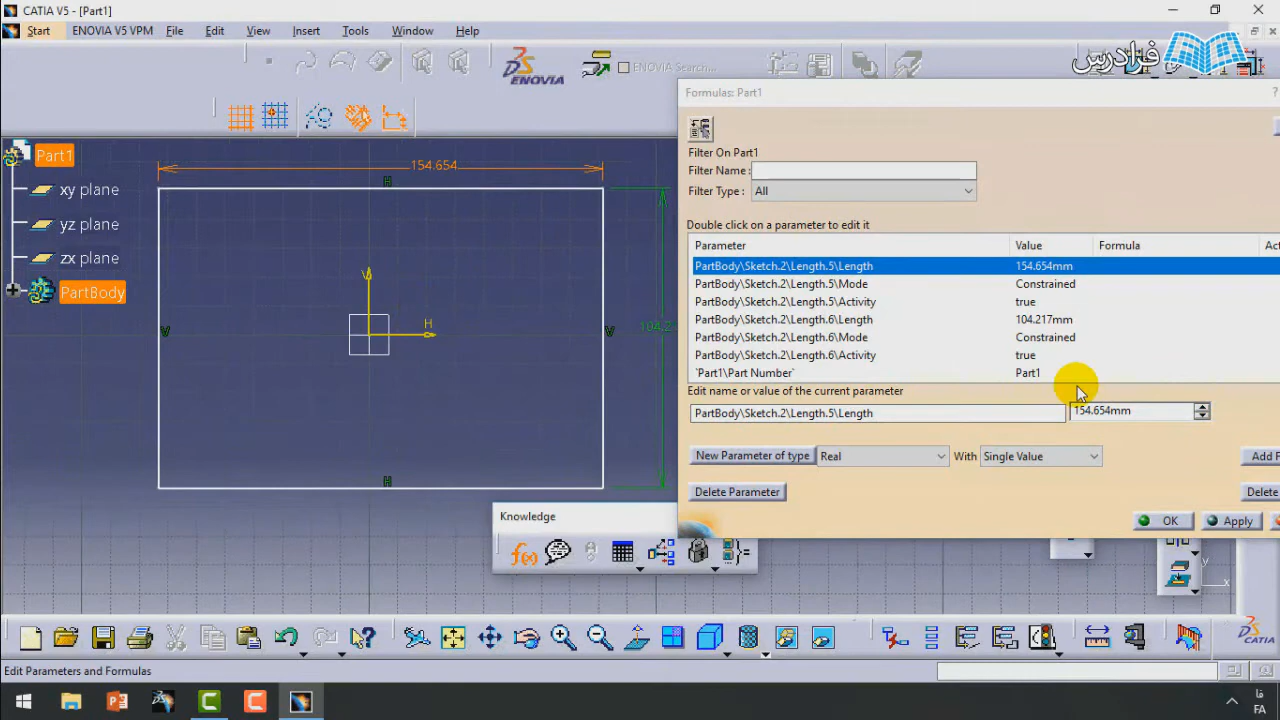 CATIA V5 - [Part1]
Start ENOVIA V5 VPM File Edit View Insert Tools Window Help
ENOVIA
ENOVIA Search...
فرادرس
Formulas: Part1
Part1
xy plane
yz plane
zx plane
PartBody
154.654
H
V
V
H
V
H
Filter On Part1
Filter Name :
Filter Type : All
Double click on a parameter to edit it
Parameter Value Formula
PartBody\Sketch.2\Length.5\Length 154.654mm
PartBody\Sketch.2\Length.5\Mode Constrained
PartBody\Sketch.2\Length.5\Activity true
PartBody\Sketch.2\Length.6\Length 104.217mm
PartBody\Sketch.2\Length.6\Mode Constrained
PartBody\Sketch.2\Length.6\Activity true
`Part1\Part Number` Part1
Edit name or value of the current parameter
PartBody\Sketch.2\Length.5\Length 154.654mm
New Parameter of type Real With Single Value Add F
Delete Parameter Delete
OK Apply
Knowledge
f(x)
y
x
CATIA
Edit Parameters and Formulas
فا
FA